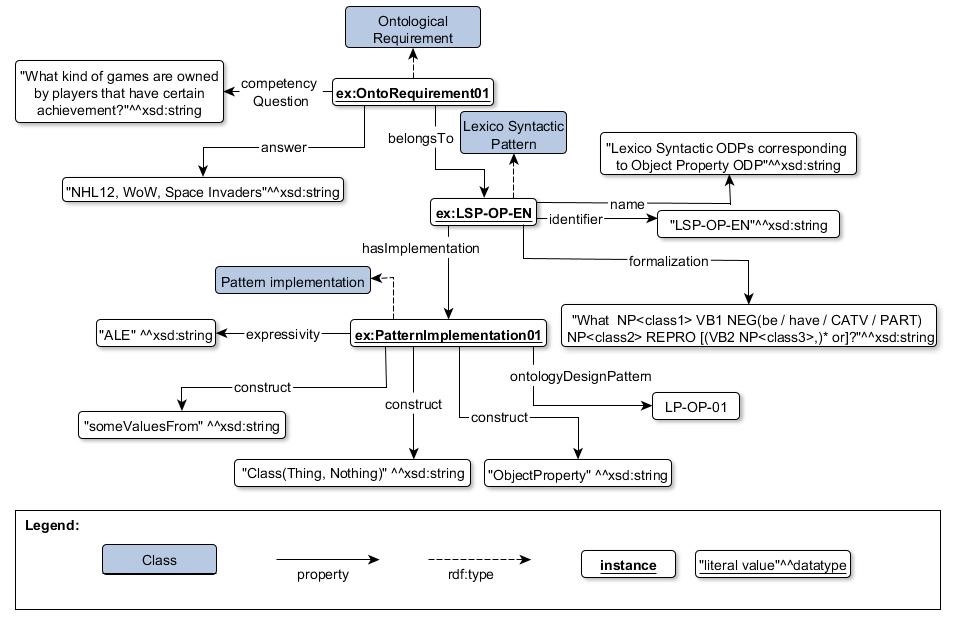 Ontological
Requirement
"What kind of games are owned
by players that have certain
achievement?"^^xsd:string
competency
Question
ex:OntoRequirement01
belongsTo
Lexico Syntactic
Pattern
"Lexico Syntactic ODPs corresponding
to Object Property ODP"^^xsd:string
answer
"NHL12, WoW, Space Invaders"^^xsd:string
name
ex:LSP-OP-EN
identifier
"LSP-OP-EN"^^xsd:string
hasImplementation
formalization
Pattern implementation
"What  NP<class1> VB1 NEG(be / have / CATV / PART)
NP<class2> REPRO [(VB2 NP<class3>,)* or]?"^^xsd:string
"ALE" ^^xsd:string
expressivity
ex:PatternImplementation01
ontologyDesignPattern
construct
construct
LP-OP-01
construct
"someValuesFrom" ^^xsd:string
"Class(Thing, Nothing)" ^^xsd:string
"ObjectProperty" ^^xsd:string
Legend:
Class
property
rdf:type
instance
"literal value"^^datatype